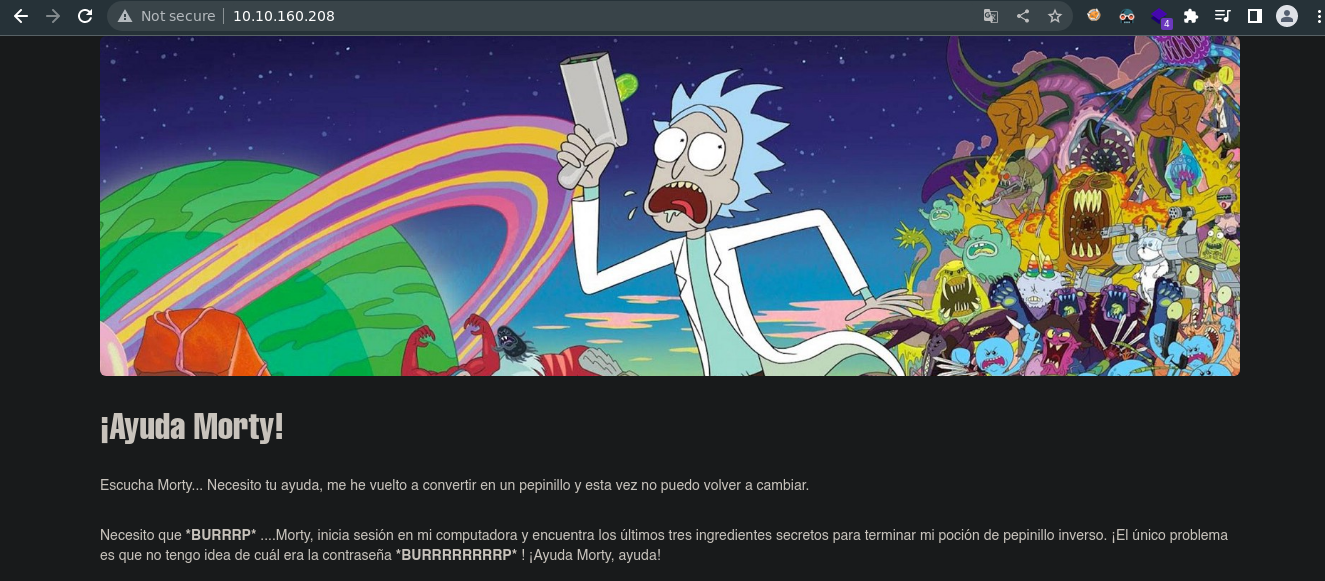 Not secure
10.10.160.208
4
¡Ayuda Morty!
Escucha Morty... Necesito tu ayuda, me he vuelto a convertir en un pepinillo y esta vez no puedo volver a cambiar.
Necesito que *BURRRP* ....Morty, inicia sesión en mi computadora y encuentra los últimos tres ingredientes secretos para terminar mi poción de pepinillo inverso. ¡El único problema
es que no tengo idea de cuál era la contraseña *BURRRRRRRRP* ! ¡Ayuda Morty, ayuda!